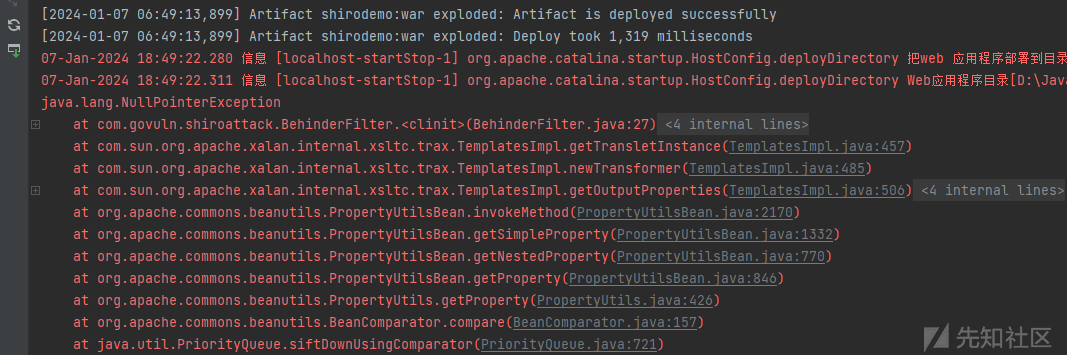 [2024-01-07 06:49:13,899] Artifact shirodemo:war exploded: Artifact is deployed successfully
[2024-01-07 06:49:13,899] Artifact shirodemo:war exploded: Deploy took 1,319 milliseconds
07-Jan-2024 18:49:22.280 信息 [localhost-startStop-1] org.apache.catalina.startup.HostConfig.deployDirectory 把web 应用程序部署到目录
07-Jan-2024 18:49:22.311 信息 [localhost-startStop-1] org.apache.catalina.startup.HostConfig.deployDirectory Web应用程序目录[D:\Java
java.lang.NullPointerException
at com.govuln.shiroattack.BehinderFilter.<clinit>(BehinderFilter.java:27) <4 internal lines>
at com.sun.org.apache.xalan.internal.xsltc.trax.TemplatesImpl.getTransletInstance(TemplatesImpl.java:457)
at com.sun.org.apache.xalan.internal.xsltc.trax.TemplatesImpl.newTransformer(TemplatesImpl.java:485)
at com.sun.org.apache.xalan.internal.xsltc.trax.TemplatesImpl.getOutputProperties(TemplatesImpl.java:506) <4 internal lines>
at org.apache.commons.beanutils.PropertyUtilsBean.invokeMethod(PropertyUtilsBean.java:2170)
at org.apache.commons.beanutils.PropertyUtilsBean.getSimpleProperty(PropertyUtilsBean.java:1332)
at org.apache.commons.beanutils.PropertyUtilsBean.getNestedProperty(PropertyUtilsBean.java:770)
at org.apache.commons.beanutils.PropertyUtilsBean.getProperty(PropertyUtilsBean.java:846)
at org.apache.commons.beanutils.PropertyUtils.getProperty(PropertyUtils.java:426)
at org.apache.commons.beanutils.BeanComparator.compare(BeanComparator.java:157)
at java.util.PriorityQueue.siftDownUsingComparator(PriorityQueue.java:721)
先知社区